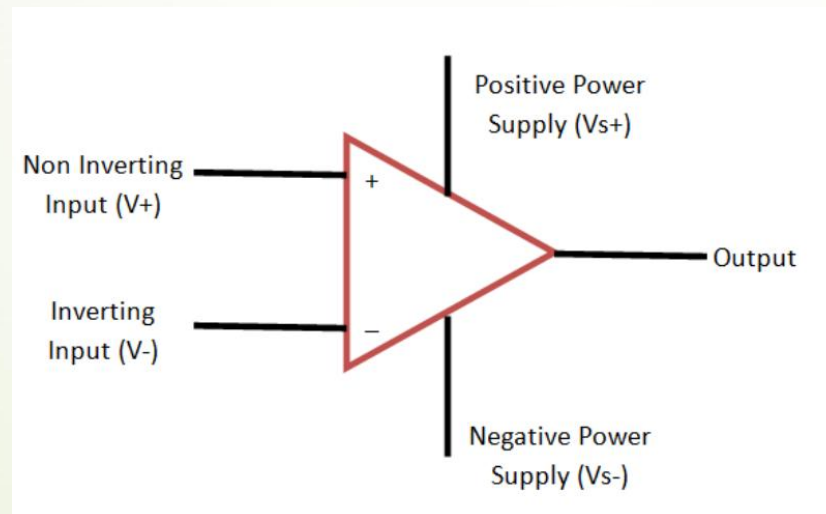 Positive Power
Supply (Vs+)
Non Inverting
Input (V+)
+
Output
Inverting
Input (V-)
–
Negative Power
Supply (Vs-)